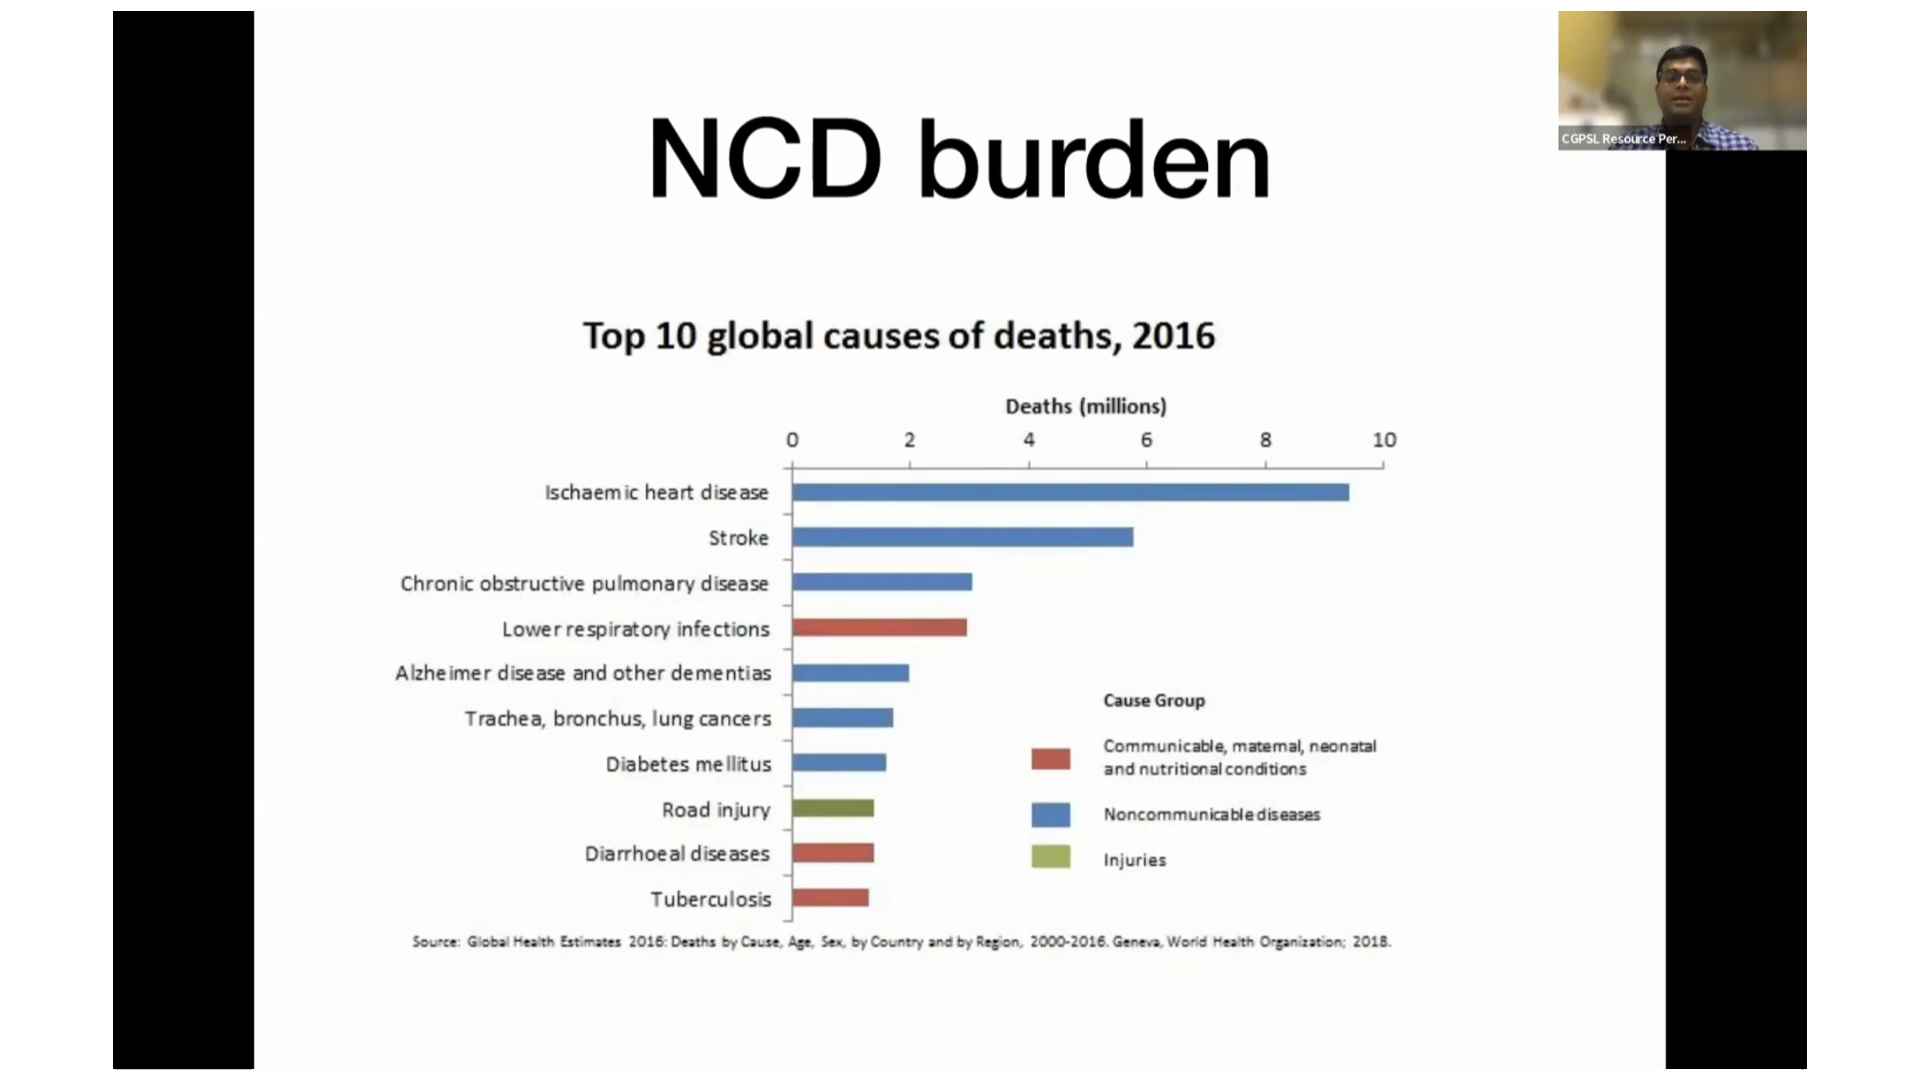 NCD burden
CGPSL Resource Per...
Top 10 global causes of deaths, 2016
Deaths (millions)
0 2 4 6 8 10
Ischaemic heart disease
Stroke
Chronic obstructive pulmonary disease
Lower respiratory infections
Alzheimer disease and other dementias
Trachea, bronchus, lung cancers
Diabetes mellitus
Road injury
Diarrhoeal diseases
Tuberculosis
Cause Group
Communicable, maternal, neonatal
and nutritional conditions
Noncommunicable diseases
Injuries
Source: Global Health Estimates 2016: Deaths by Cause, Age, Sex, by Country and by Region, 2000-2016. Geneva, World Health Organization; 2018.